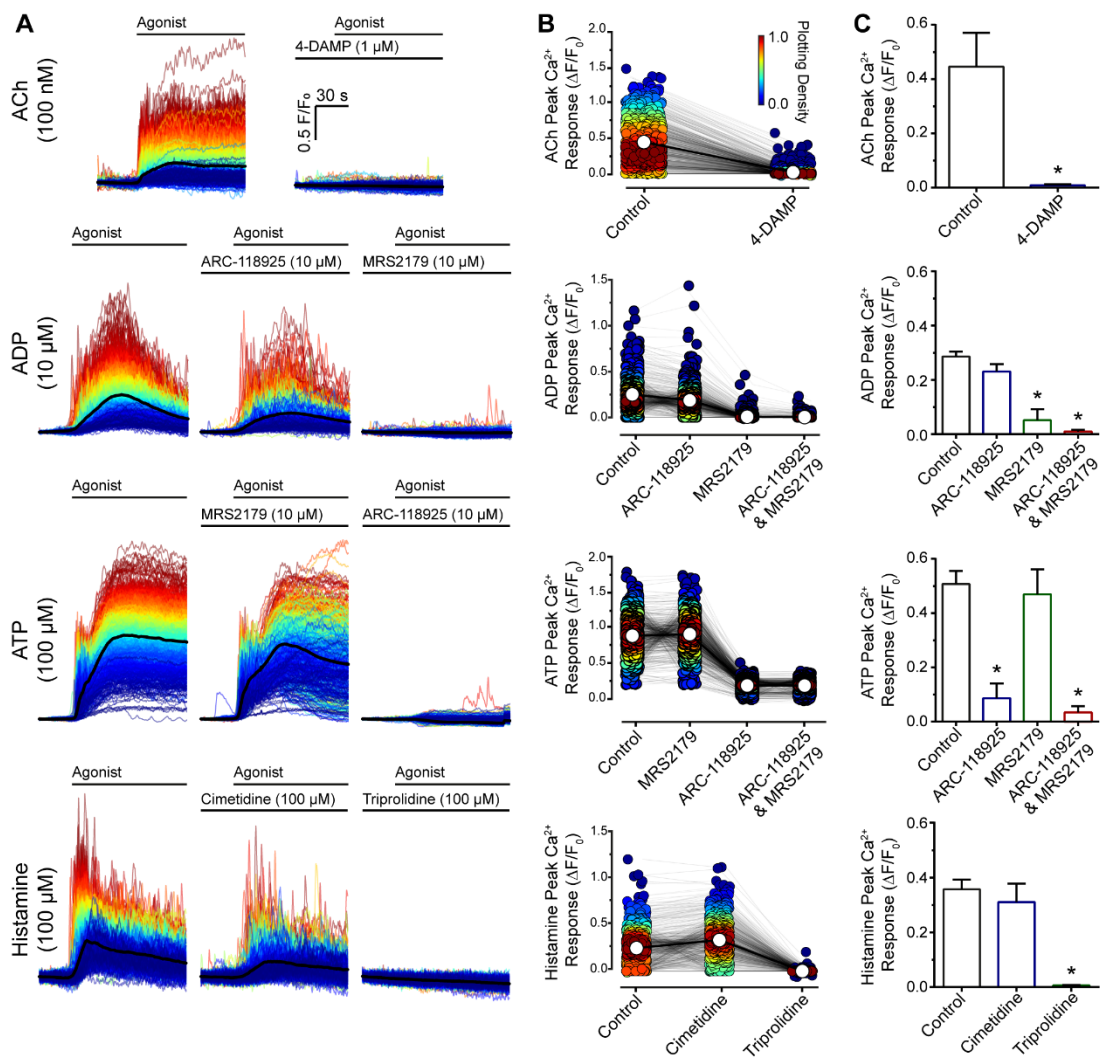 A
Agonist
ACh
(100 nM)
Agonist
4-DAMP (1 µM)
0.5 F/F₀
30 s
Agonist
ADP
(10 µM)
Agonist
ARC-118925 (10 µM)
Agonist
MRS2179 (10 µM)
Agonist
ATP
(100 µM)
Agonist
MRS2179 (10 µM)
Agonist
ARC-118925 (10 µM)
Agonist
Histamine
(100 µM)
Agonist
Cimetidine (100 µM)
Agonist
Triprolidine (100 µM)
B
ACh Peak Ca²⁺
Response (ΔF/F₀)
2.0
1.5
1.0
0.5
0.0
1.0
0.0
Plotting Density
Control
4-DAMP
ADP Peak Ca²⁺
Response (ΔF/F₀)
1.5
1.0
0.5
0.0
Control
ARC-118925
MRS2179
ARC-118925
& MRS2179
ATP Peak Ca²⁺
Response (ΔF/F₀)
2.0
1.5
1.0
0.5
0.0
Control
MRS2179
ARC-118925
ARC-118925
& MRS2179
Histamine Peak Ca²⁺
Response (ΔF/F₀)
1.5
1.0
0.5
0.0
Control
Cimetidine
Triprolidine
C
ACh Peak Ca²⁺
Response (ΔF/F₀)
0.6
0.4
0.2
0.0
*
Control
4-DAMP
ADP Peak Ca²⁺
Response (ΔF/F₀)
0.6
0.4
0.2
0.0
* *
Control
ARC-118925
MRS2179
ARC-118925
& MRS2179
ATP Peak Ca²⁺
Response (ΔF/F₀)
0.6
0.4
0.2
0.0
* *
Control
ARC-118925
MRS2179
ARC-118925
& MRS2179
Histamine Peak Ca²⁺
Response (ΔF/F₀)
0.6
0.4
0.2
0.0
*
Control
Cimetidine
Triprolidine